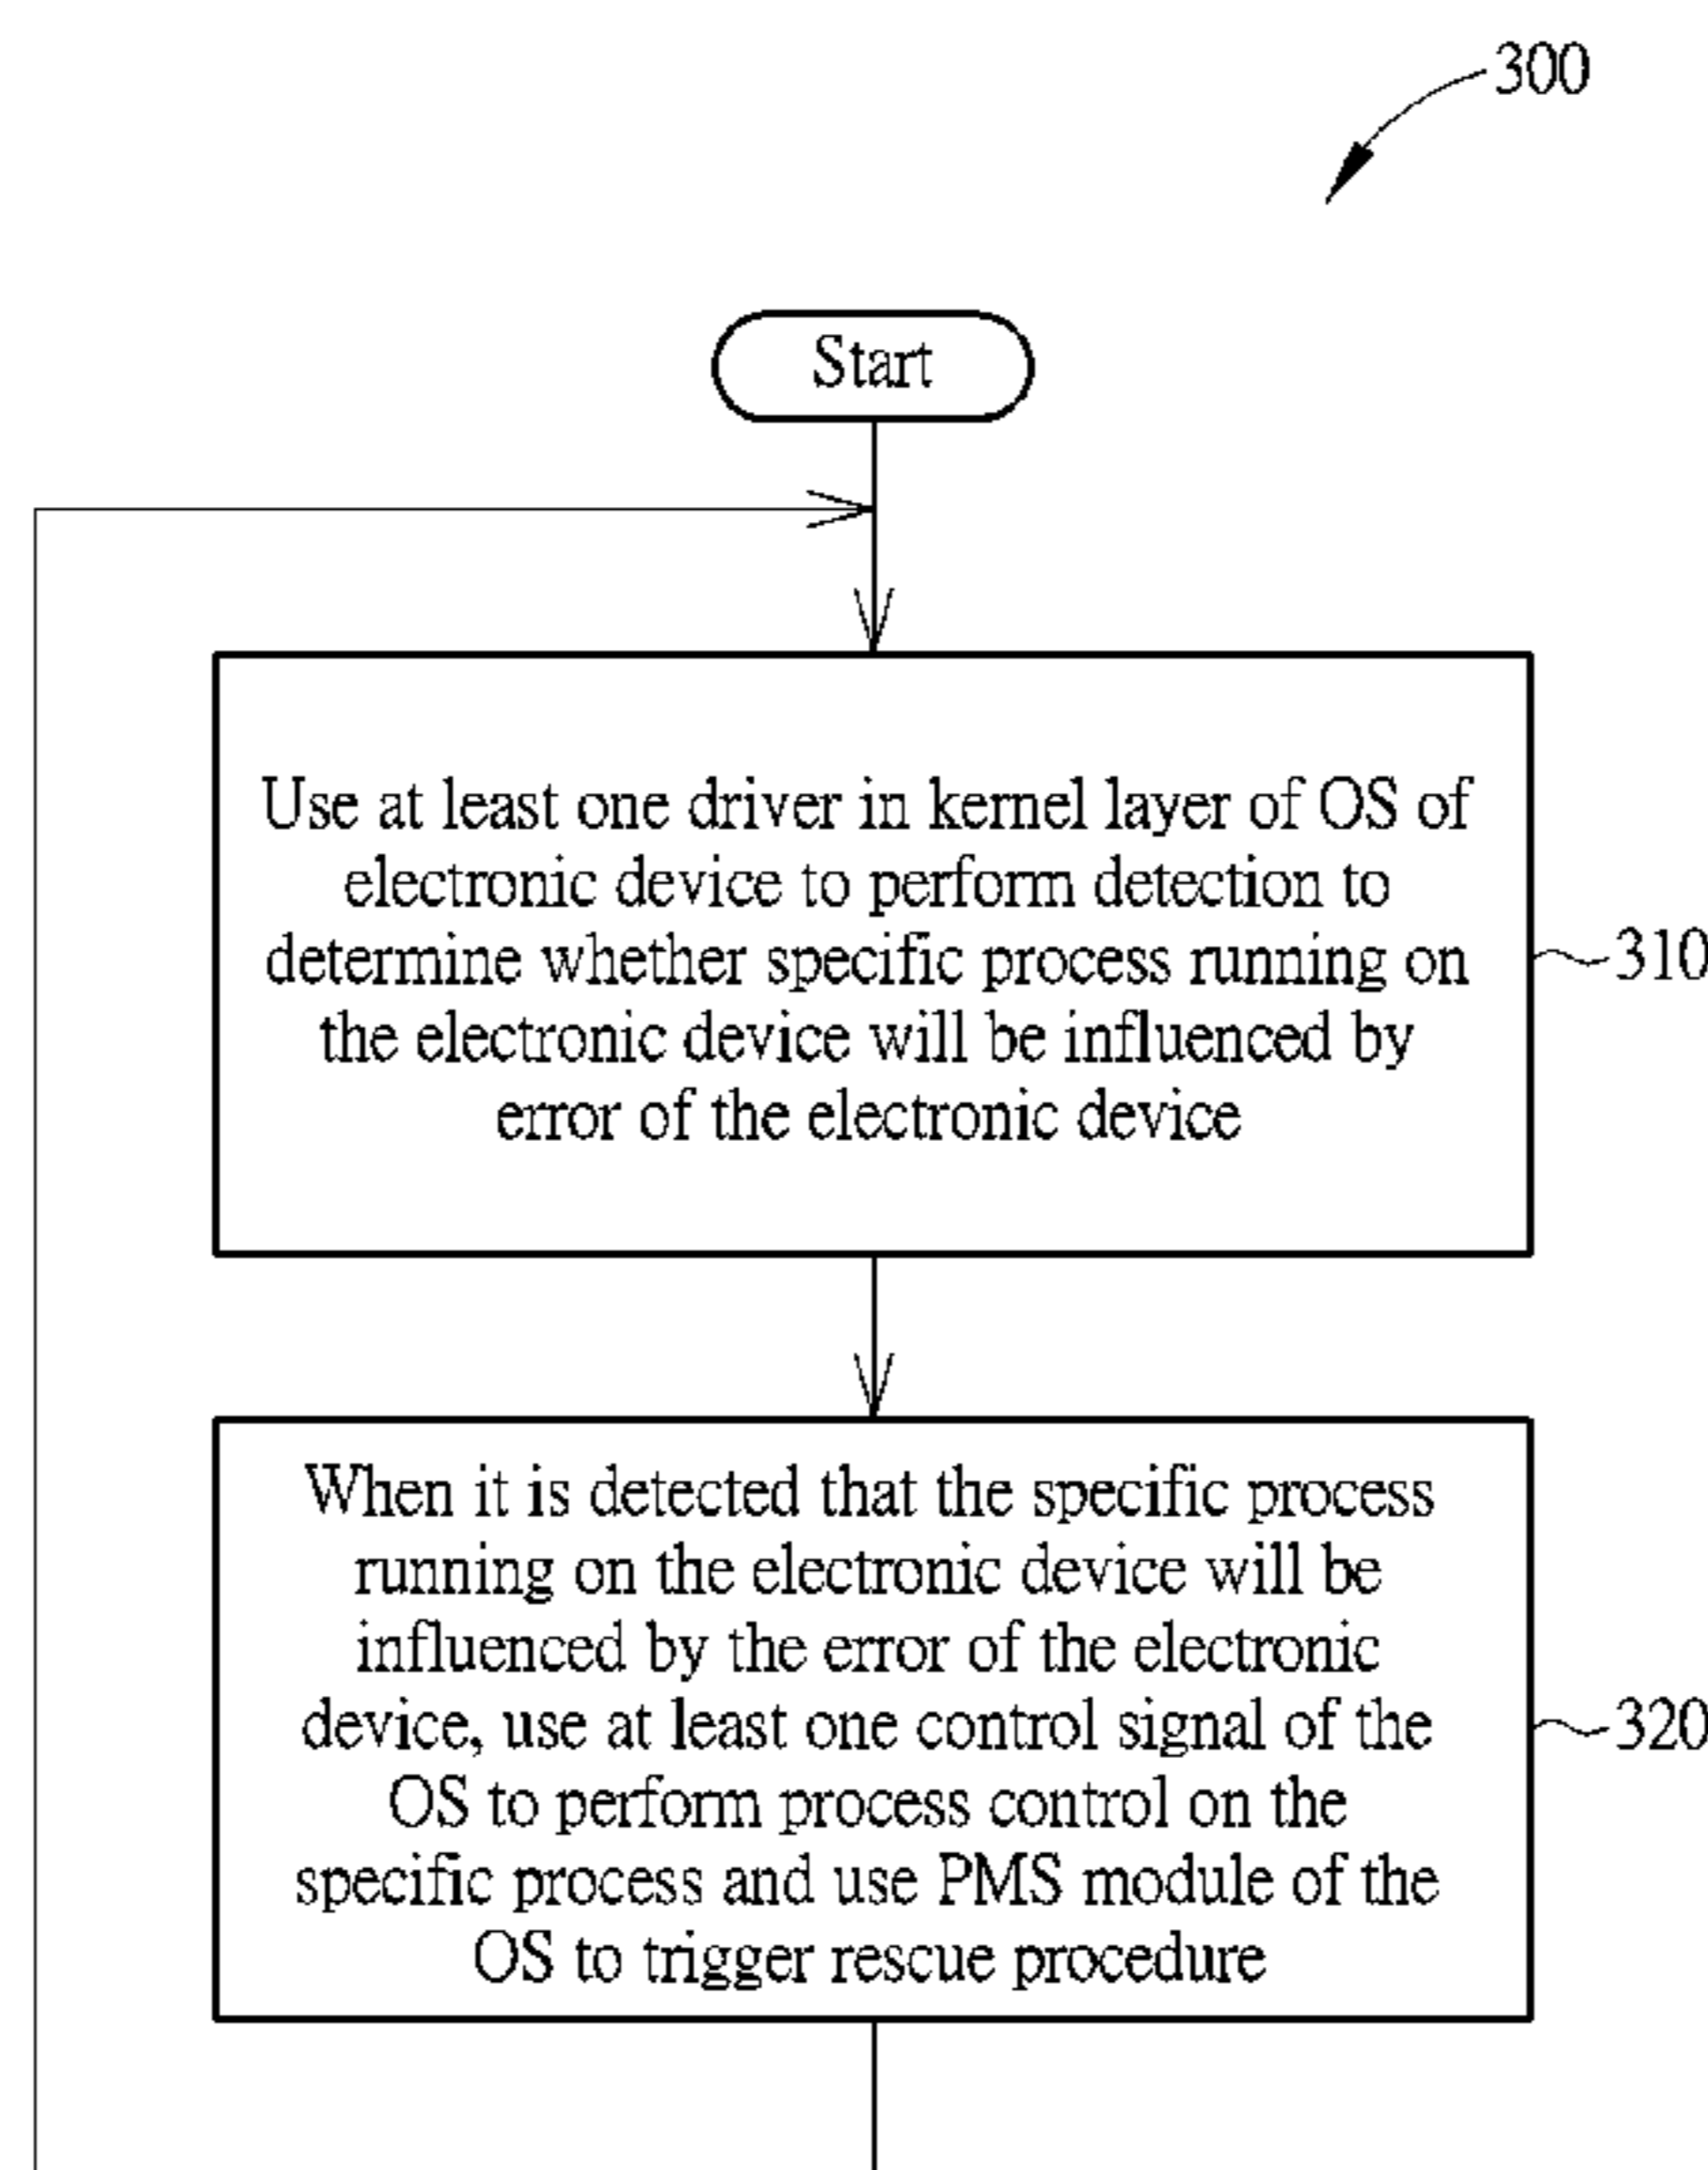 300
Start
Use at least one driver in kernel layer of OS of
electronic device to perform detection to
determine whether specific process running on
the electronic device will be influenced by
error of the electronic device
310
When it is detected that the specific process
running on the electronic device will be
influenced by the error of the electronic
device, use at least one control signal of the
OS to perform process control on the
specific process and use PMS module of the
OS to trigger rescue procedure
320